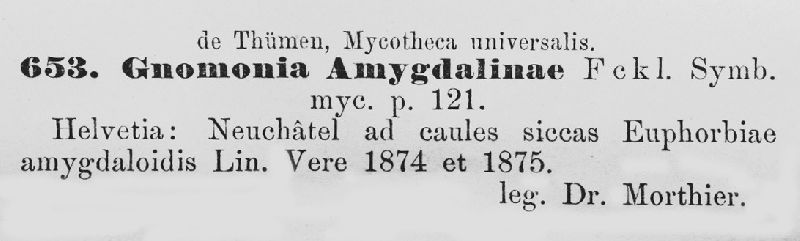 de Thümen, Mycotheca universalis.
653. Gnomonia Amygdalinae Fckl. Symb.
myc. p. 121.
Helvetia: Neuchâtel ad caules siccas Euphorbiae
amygdaloidis Lin. Vere 1874 et 1875.
leg. Dr. Morthier.